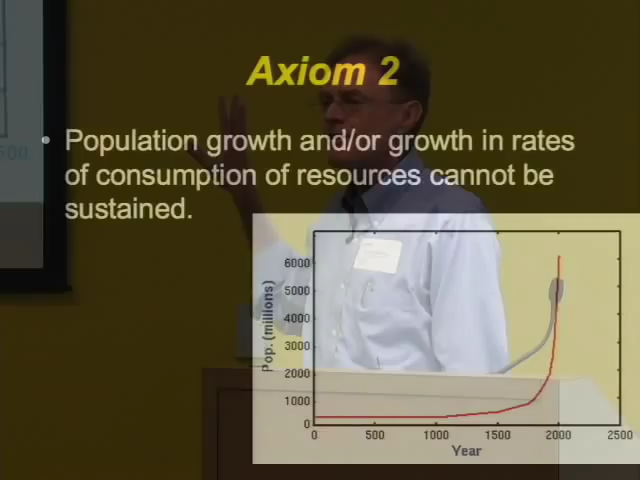 Axiom 2
• Population growth and/or growth in rates
of consumption of resources cannot be
sustained.
500
6000
5000
4000
3000
2000
1000
0
Pop. (millions)
0 500 1000 1500 2000 2500
Year